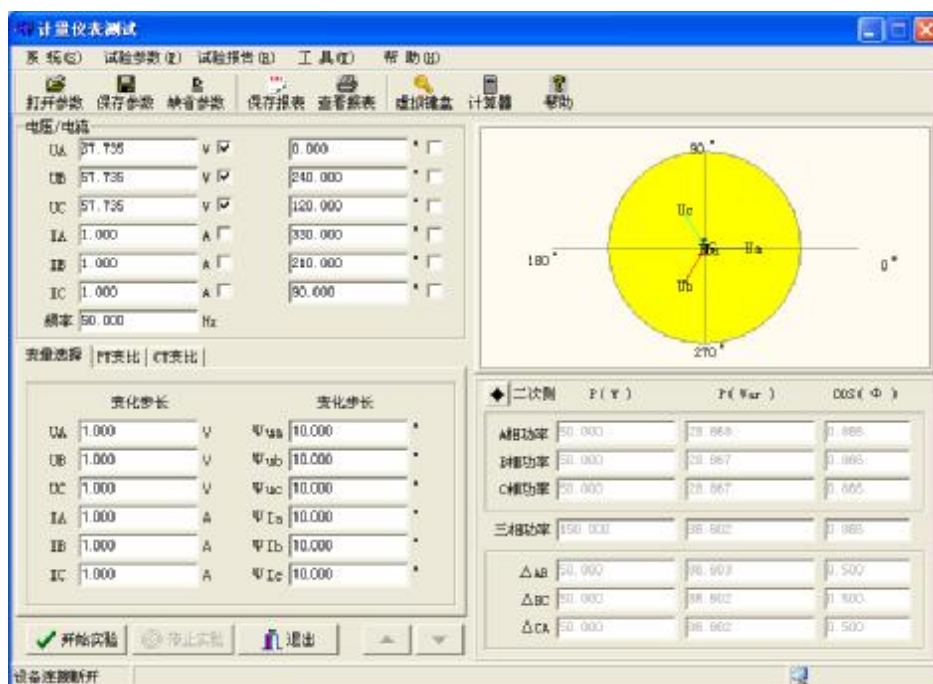 计量仪表测试
系统(S) 试验参数(P) 试验报告(R) 工具(T) 帮助(H)
打开参数 保存参数 缺省参数 保存报表 查看报表 虚拟键盘 计算器 帮助
电压/电流
UA 57.735 V 0.000 °
UB 57.735 V 240.000 °
UC 57.735 V 120.000 °
IA 1.000 A 330.000 °
IB 1.000 A 210.000 °
IC 1.000 A 90.000 °
频率 50.000 Hz
90°
Uc
180° Ua 0°
Ub
270°
变量选择 PT变比 CT变比
变化步长 变化步长
UA 1.000 V Ψua 10.000 °
UB 1.000 V Ψub 10.000 °
UC 1.000 V Ψuc 10.000 °
IA 1.000 A ΨIa 10.000 °
IB 1.000 A ΨIb 10.000 °
IC 1.000 A ΨIc 10.000 °
二次侧 P( W ) P( Var ) COS( Φ )
A相功率 50.000 28.868 0.866
B相功率 50.000 28.867 0.866
C相功率 50.000 28.867 0.866
三相功率 150.000 86.602 0.866
△AB 50.000 86.603 0.500
△BC 50.000 86.602 0.500
△CA 50.000 86.602 0.500
开始实验 停止实验 退出
设备连接断开